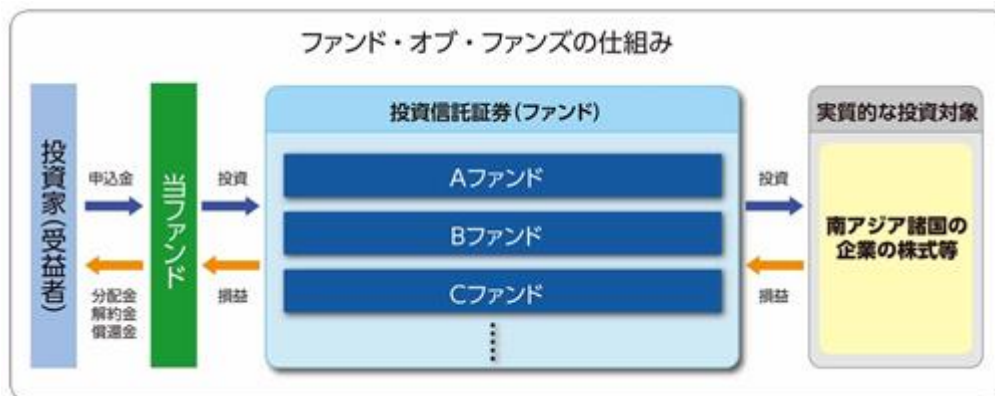 ファンド・オブ・ファンズの仕組み
投資家(受益者)
申込金
分配金
解約金
償還金
当ファンド
投資
損益
投資信託証券(ファンド)
Aファンド
Bファンド
Cファンド
投資
損益
実質的な投資対象
南アジア諸国の
企業の株式等